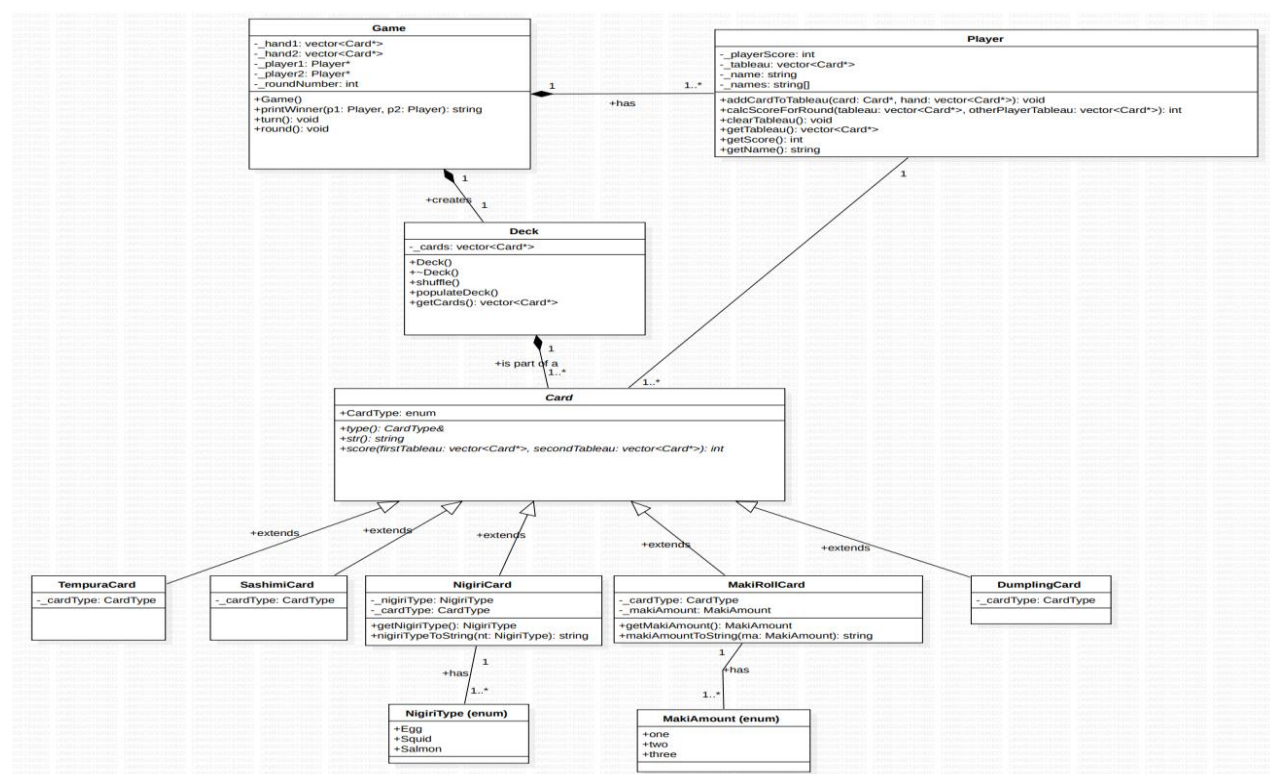 Game
-_hand1: vector<Card*>
-_hand2: vector<Card*>
-_player1: Player*
-_player2: Player*
-_roundNumber: int
+Game()
+printWinner(p1: Player, p2: Player): string
+turn(): void
+round(): void
Player
-_playerScore: int
-_tableau: vector<Card*>
-_name: string
-_names: string[]
+addCardToTableau(card: Card*, hand: vector<Card*>): void
+calcScoreForRound(tableau: vector<Card*>, otherPlayerTableau: vector<Card*>): int
+clearTableau(): void
+getTableau(): vector<Card*>
+getScore(): int
+getName(): string
1
+has
1..*
1
+creates
1
1
Deck
-_cards: vector<Card*>
+Deck()
+~Deck()
+shuffle()
+populateDeck()
+getCards(): vector<Card*>
1
+is part of a
1..*
1..*
Card
+CardType: enum
+type(): CardType&
+str(): string
+score(firstTableau: vector<Card*>, secondTableau: vector<Card*>): int
+extends
+extends
+extends
+extends
+extends
TempuraCard
-_cardType: CardType
SashimiCard
-_cardType: CardType
NigiriCard
-_nigiriType: NigiriType
-_cardType: CardType
+getNigiriType(): NigiriType
+nigiriTypeToString(nt: NigiriType): string
MakiRollCard
-_cardType: CardType
-_makiAmount: MakiAmount
+getMakiAmount(): MakiAmount
+makiAmountToString(ma: MakiAmount): string
DumplingCard
-_cardType: CardType
1
+has
1..*
1
+has
1..*
NigiriType (enum)
+Egg
+Squid
+Salmon
MakiAmount (enum)
+one
+two
+three